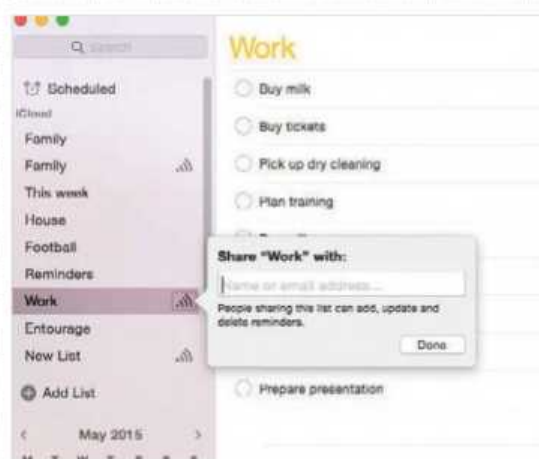 Search
Scheduled
iCloud
Family
Family
This week
House
Football
Reminders
Work
Entourage
New List
Add List
May 2015
M T W T F S S
Work
Buy milk
Buy tickets
Pick up dry cleaning
Plan training
Share "Work" with:
Name or email address...
People sharing this list can add, update and
delete reminders.
Done
Prepare presentation